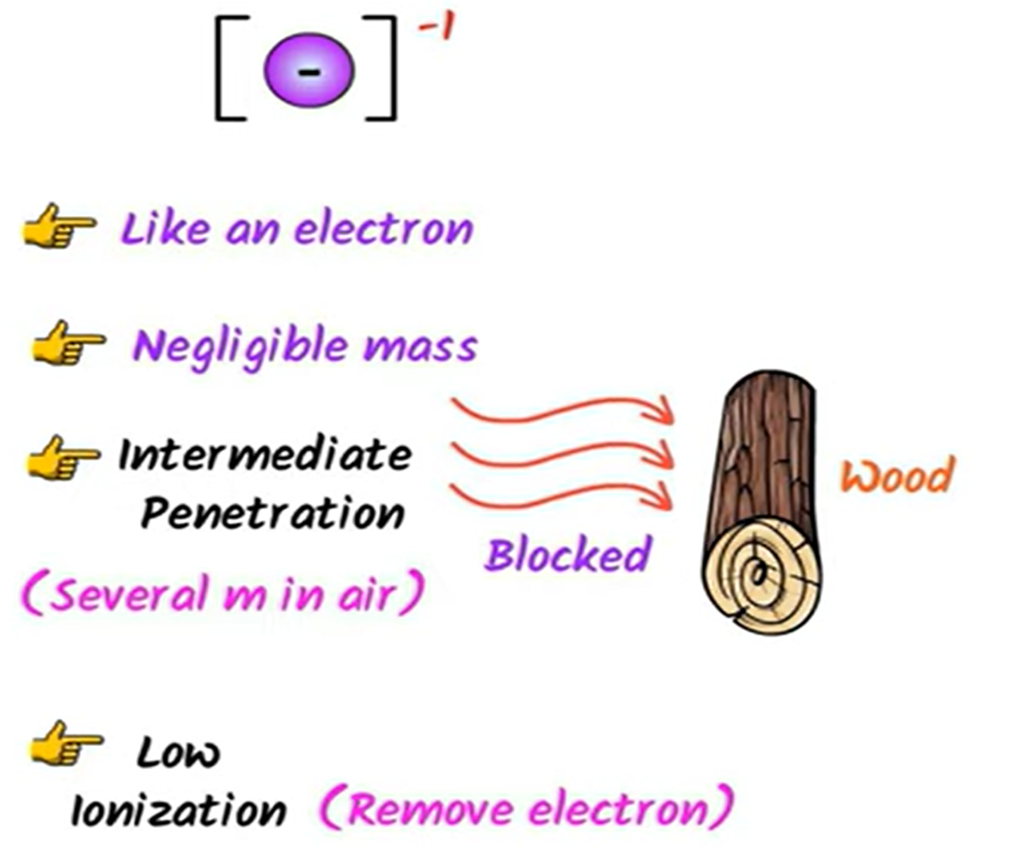 [-]-1
Like an electron
Negligible mass
Intermediate
Penetration
(Several m in air)
Blocked
Wood
Low
Ionization (Remove electron)